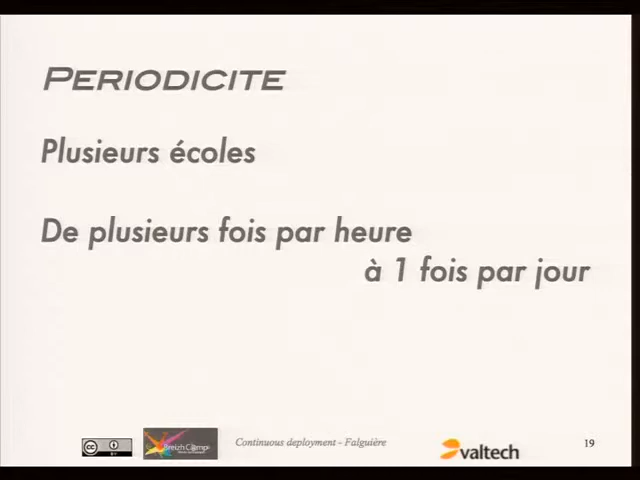 PERIODICITE
Plusieurs écoles
De plusieurs fois par heure
à 1 fois par jour
Continuous deployment - Falguière
valtech
19